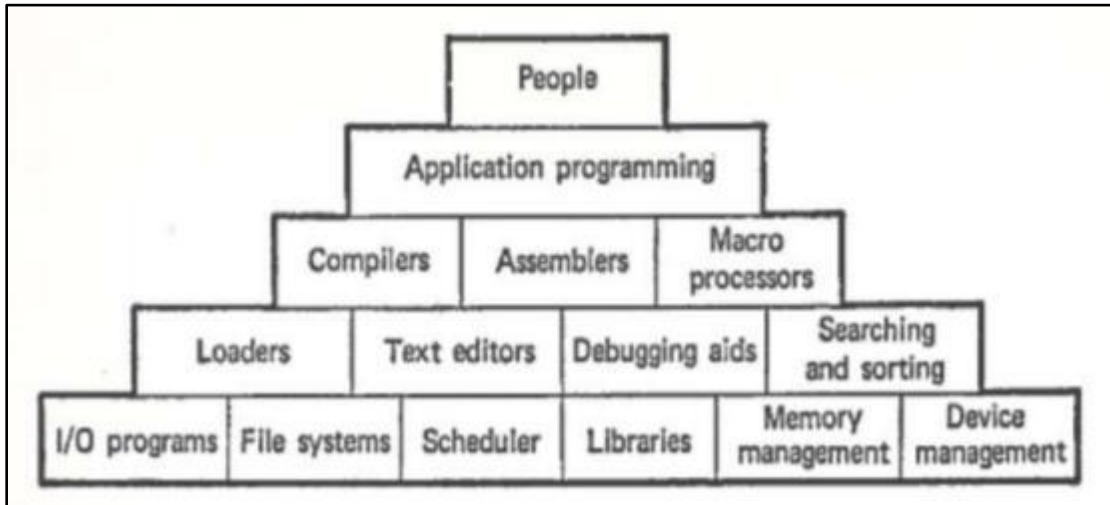 People
Application programming
Compilers
Assemblers
Macro
processors
Loaders
Text editors
Debugging aids
Searching
and sorting
I/O programs
File systems
Scheduler
Libraries
Memory
management
Device
management